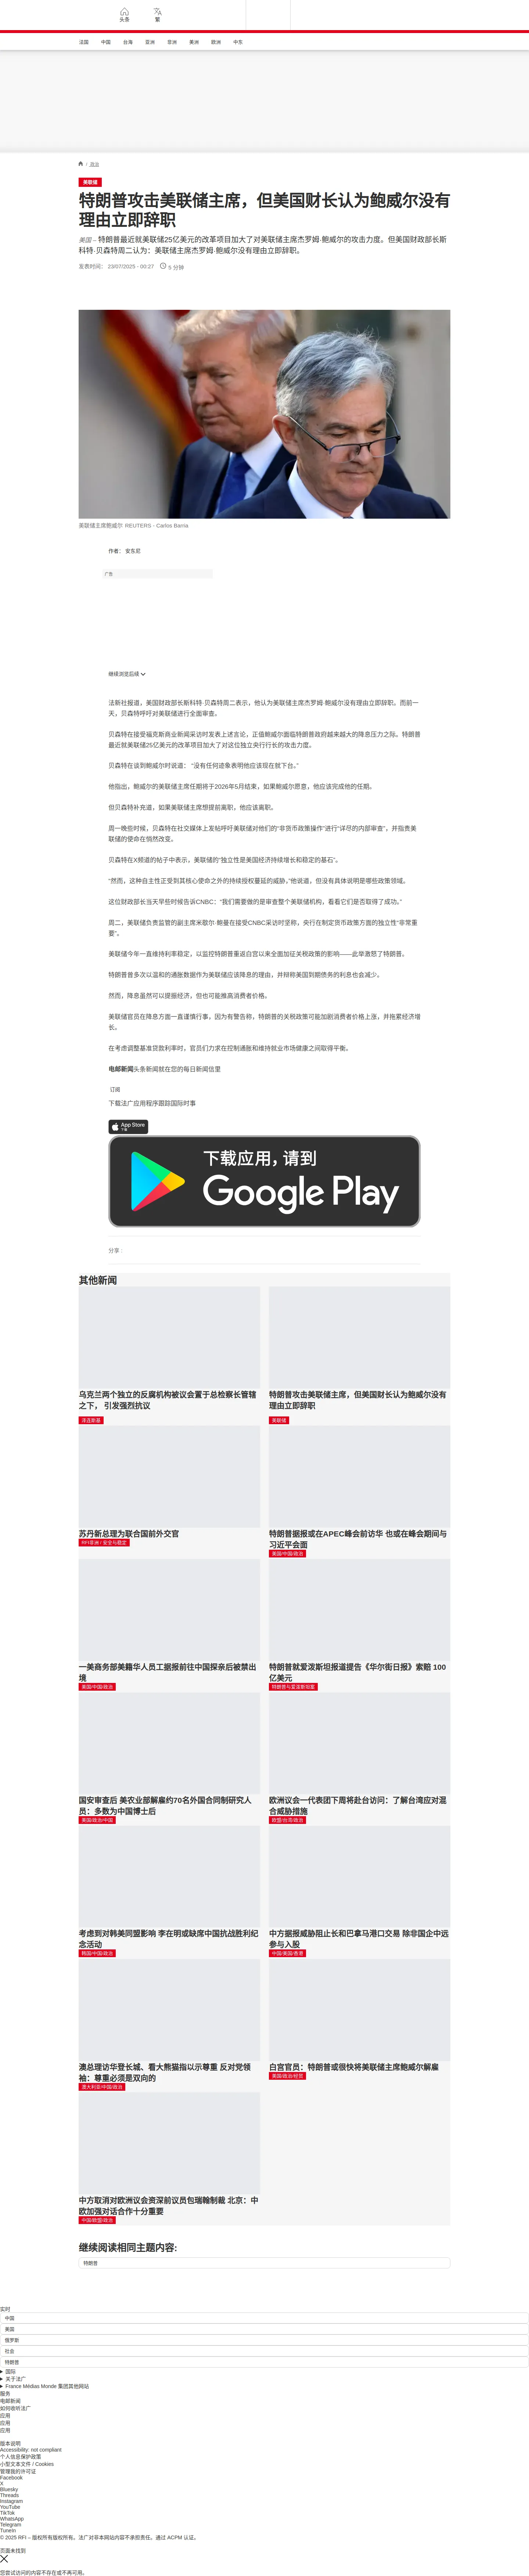 头条
繁
法国
中国
台海
亚洲
非洲
美洲
欧洲
中东
/ 政治
美联储
特朗普攻击美联储主席，但美国财长认为鲍威尔没有
理由立即辞职
美国 – 特朗普最近就美联储25亿美元的改革项目加大了对美联储主席杰罗姆·鲍威尔的攻击力度。但美国财政部长斯
科特·贝森特周二认为：美联储主席杰罗姆·鲍威尔没有理由立即辞职。
发表时间： 23/07/2025 - 00:27
5 分钟
美联储主席鲍威尔 REUTERS - Carlos Barria
作者： 安东尼
广告
继续浏览后续
法新社报道，美国财政部长斯科特·贝森特周二表示，他认为美联储主席杰罗姆·鲍威尔没有理由立即辞职。而前一
天，贝森特呼吁对美联储进行全面审查。
贝森特在接受福克斯商业新闻采访时发表上述言论，正值鲍威尔面临特朗普政府越来越大的降息压力之际。特朗普
最近就美联储25亿美元的改革项目加大了对这位独立央行行长的攻击力度。
贝森特在谈到鲍威尔时说道： “没有任何迹象表明他应该现在就下台。”
他指出，鲍威尔的美联储主席任期将于2026年5月结束，如果鲍威尔愿意，他应该完成他的任期。
但贝森特补充道，如果美联储主席想提前离职，他应该离职。
周一晚些时候，贝森特在社交媒体上发帖呼吁美联储对他们的“非货币政策操作”进行“详尽的内部审查”，并指责美
联储的使命在悄然改变。
贝森特在X频道的帖子中表示，美联储的“独立性是美国经济持续增长和稳定的基石”。
“然而，这种自主性正受到其核心使命之外的持续授权蔓延的威胁，”他说道，但没有具体说明是哪些政策领域。
这位财政部长当天早些时候告诉CNBC：“我们需要做的是审查整个美联储机构，看看它们是否取得了成功。”
周二，美联储负责监管的副主席米歇尔·鲍曼在接受CNBC采访时坚称，央行在制定货币政策方面的独立性“非常重
要”。
美联储今年一直维持利率稳定，以监控特朗普重返白宫以来全面加征关税政策的影响——此举激怒了特朗普。
特朗普曾多次以温和的通胀数据作为美联储应该降息的理由，并辩称美国到期债务的利息也会减少。
然而，降息虽然可以提振经济，但也可能推高消费者价格。
美联储官员在降息方面一直谨慎行事，因为有警告称，特朗普的关税政策可能加剧消费者价格上涨，并拖累经济增
长。
在考虑调整基准贷款利率时，官员们力求在控制通胀和维持就业市场健康之间取得平衡。
电邮新闻头条新闻就在您的每日新闻信里
订阅
下载法广应用程序跟踪国际时事
App Store
下载
下载应用，请到
Google Play
分享 :
其他新闻
乌克兰两个独立的反腐机构被议会置于总检察长管辖
之下， 引发强烈抗议
泽连斯基
特朗普攻击美联储主席，但美国财长认为鲍威尔没有
理由立即辞职
美联储
苏丹新总理为联合国前外交官
RFI非洲 / 安全与稳定
特朗普据报或在APEC峰会前访华 也或在峰会期间与
习近平会面
美国/中国/政治
一美商务部美籍华人员工据报前往中国探亲后被禁出
境
美国/中国/政治
特朗普就爱泼斯坦报道提告《华尔街日报》索赔 100
亿美元
特朗普与爱泼斯坦案
国安审查后 美农业部解雇约70名外国合同制研究人
员：多数为中国博士后
美国/政治/中国
欧洲议会一代表团下周将赴台访问：了解台湾应对混
合威胁措施
欧盟/台湾/政治
考虑到对韩美同盟影响 李在明或缺席中国抗战胜利纪
念活动
韩国/中国/政治
中方据报威胁阻止长和巴拿马港口交易 除非国企中远
参与入股
中国/美国/香港
澳总理访华登长城、看大熊猫指以示尊重 反对党领
袖：尊重必须是双向的
澳大利亚/中国/政治
白宫官员：特朗普或很快将美联储主席鲍威尔解雇
美国/政治/经贸
中方取消对欧洲议会资深前议员包瑞翰制裁 北京：中
欧加强对话合作十分重要
中国/欧盟/政治
继续阅读相同主题内容:
特朗普
实时
中国
美国
俄罗斯
社会
特朗普
国际
关于法广
France Médias Monde 集团其他网站
服务
电邮新闻
如何收听法广
应用
应用
应用
版本说明
Accessibility: not compliant
个人信息保护政策
小型文本文件 / Cookies
管理我的许可证
Facebook
X
Bluesky
Threads
Instagram
YouTube
TikTok
WhatsApp
Telegram
TuneIn
© 2025 RFI – 版权所有版权所有。法广对非本网站内容不承担责任。通过 ACPM 认证。
页面未找到
您尝试访问的内容不存在或不再可用。